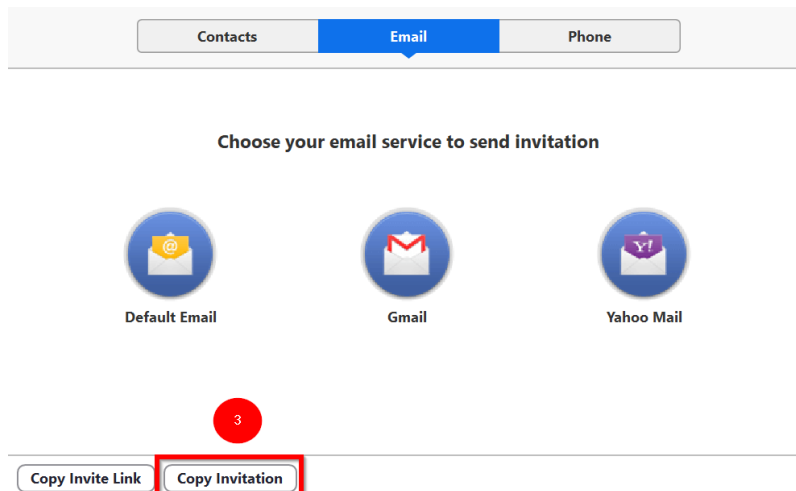 Contacts Email Phone
Choose your email service to send invitation
@ Y!
Default Email Gmail Yahoo Mail
3
Copy Invite Link Copy Invitation